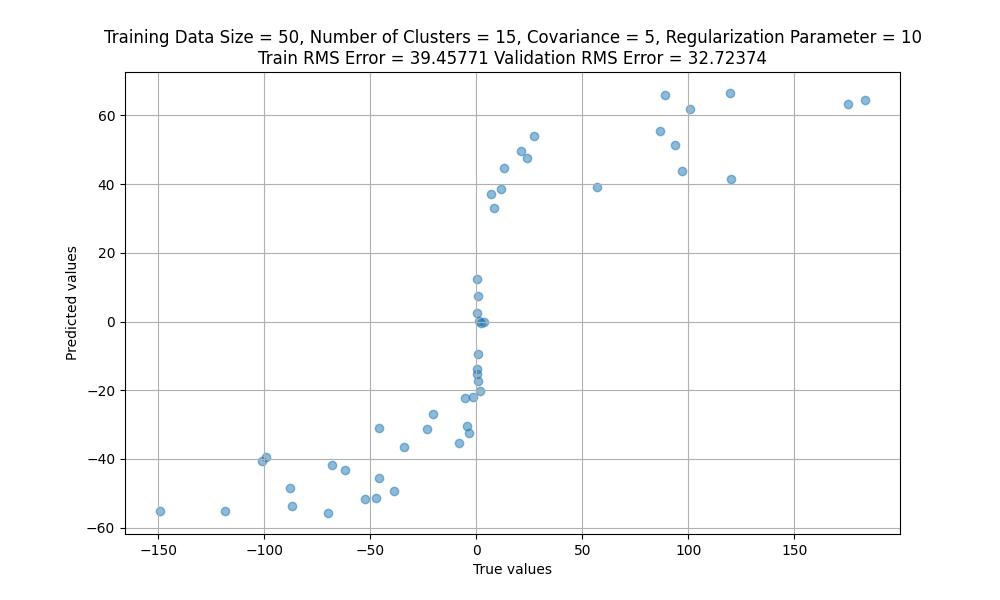 Training Data Size = 50, Number of Clusters = 15, Covariance = 5, Regularization Parameter = 10
Train RMS Error = 39.45771 Validation RMS Error = 32.72374
60
40
20
0
−20
−40
−60
Predicted values
−150 −100 −50 0 50 100 150
True values